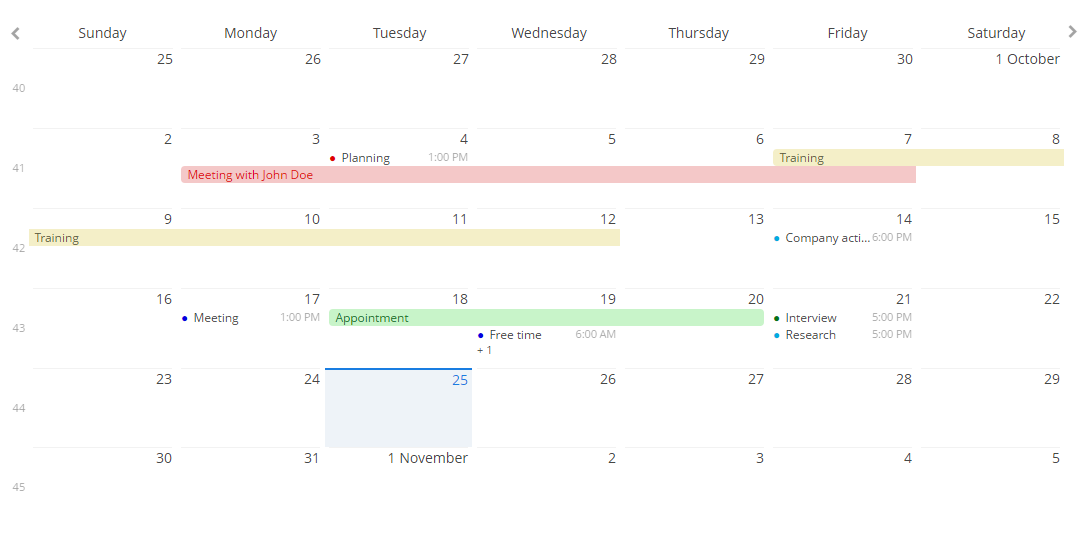 Sunday Monday Tuesday Wednesday Thursday Friday Saturday
25 26 27 28 29 30 1 October
40
2 3 4 5 6 7 8
Planning 1:00 PM Training
41
Meeting with John Doe
9 10 11 12 13 14 15
Training Company acti... 6:00 PM
42
16 17 18 19 20 21 22
Meeting 1:00 PM Appointment Interview 5:00 PM
43
Free time 6:00 AM Research 5:00 PM
+ 1
23 24 25 26 27 28 29
44
30 31 1 November 2 3 4 5
45